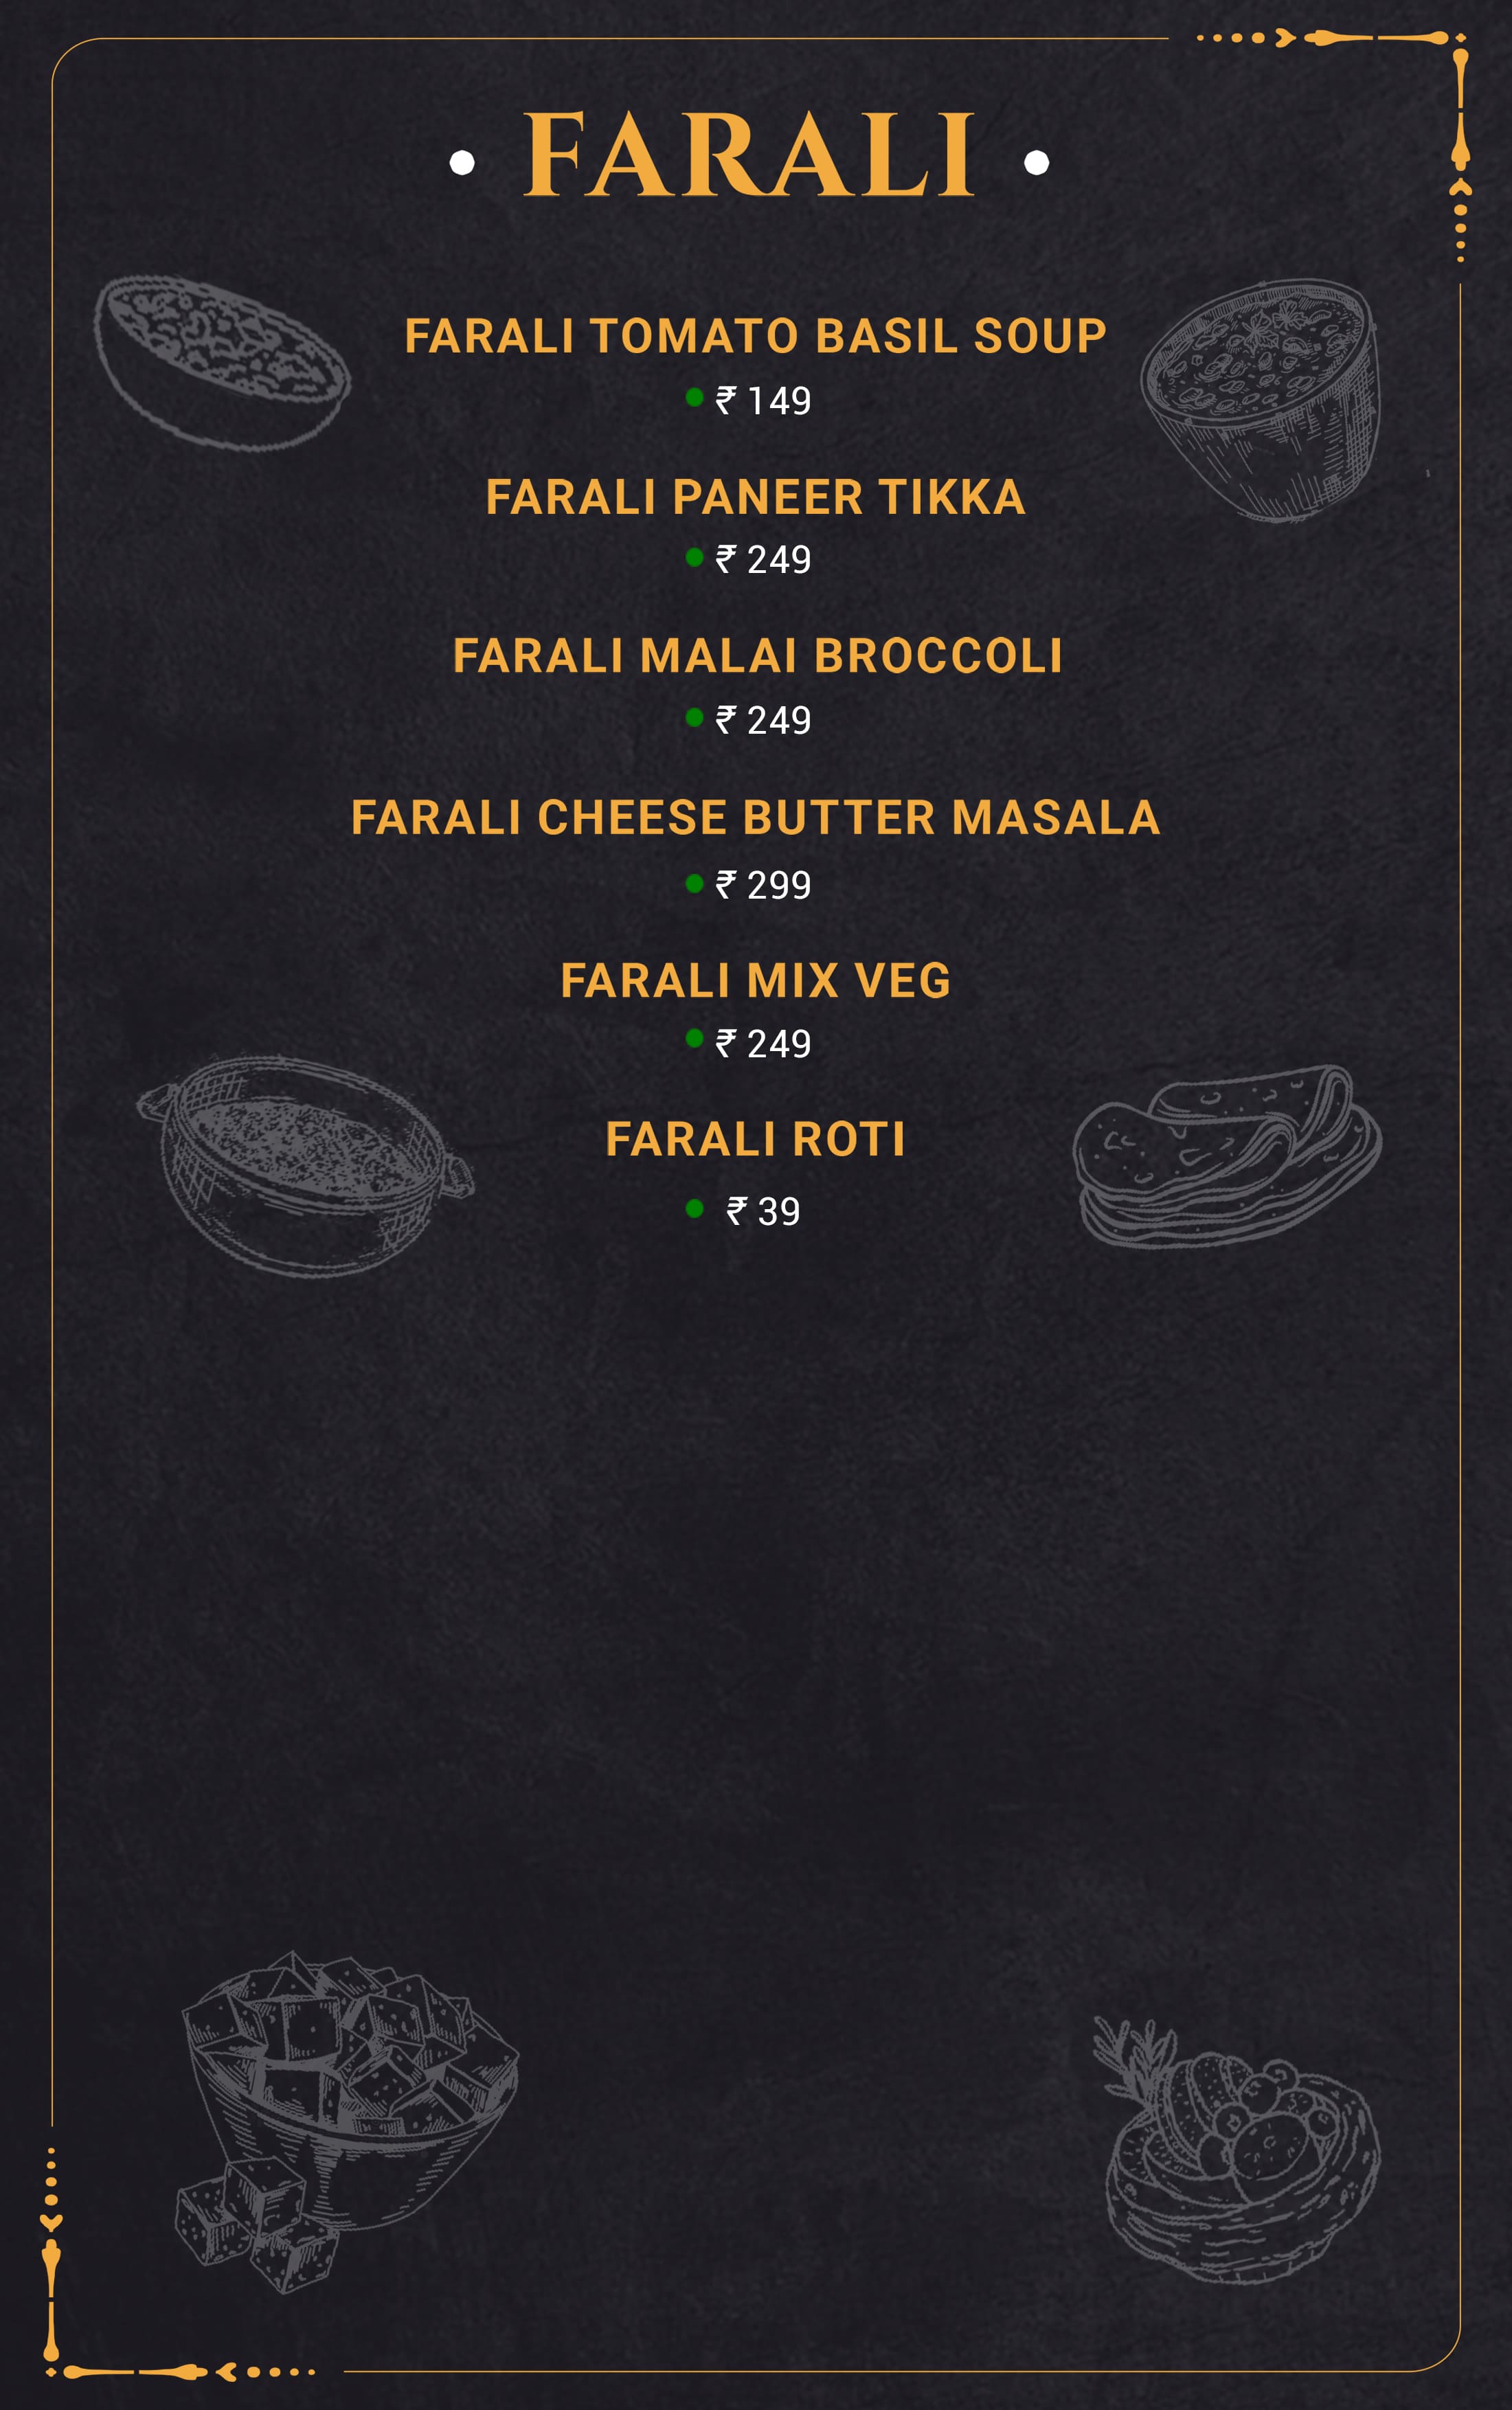 • FARALI •
FARALI TOMATO BASIL SOUP
₹ 149
FARALI PANEER TIKKA
₹ 249
FARALI MALAI BROCCOLI
₹ 249
FARALI CHEESE BUTTER MASALA
₹ 299
FARALI MIX VEG
₹ 249
FARALI ROTI
₹ 39